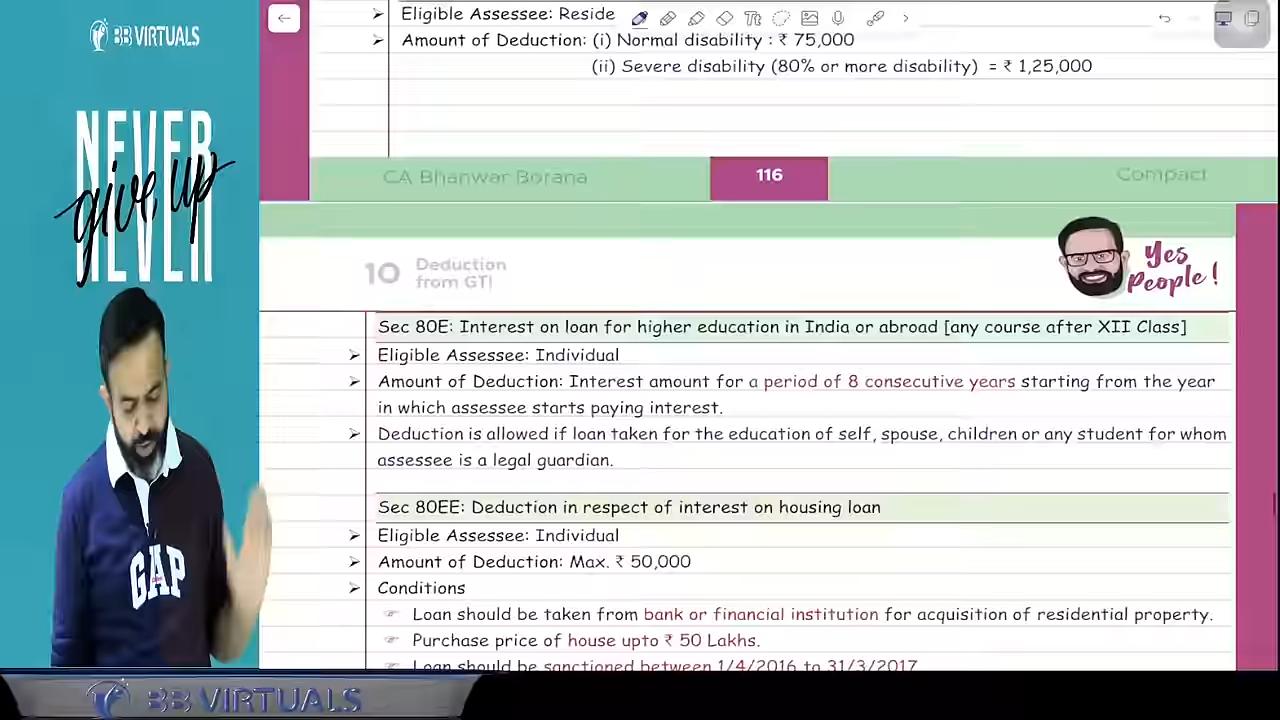 BB VIRTUALS
NEVER
give up
NEVER
GAP
Eligible Assessee: Reside
Tt
Amount of Deduction: (i) Normal disability : ₹ 75,000
(ii) Severe disability (80% or more disability) = ₹ 1,25,000
CA Bhanwar Borana
116
Compact
10 Deduction
from GTI
Yes
People !
Sec 80E: Interest on loan for higher education in India or abroad [any course after XII Class]
Eligible Assessee: Individual
Amount of Deduction: Interest amount for a period of 8 consecutive years starting from the year
in which assessee starts paying interest.
Deduction is allowed if loan taken for the education of self, spouse, children or any student for whom
assessee is a legal guardian.
Sec 80EE: Deduction in respect of interest on housing loan
Eligible Assessee: Individual
Amount of Deduction: Max. ₹ 50,000
Conditions
Loan should be taken from bank or financial institution for acquisition of residential property.
Purchase price of house upto ₹ 50 Lakhs.
Loan should be sanctioned between 1/4/2016 to 31/3/2017
BB VIRTUALS